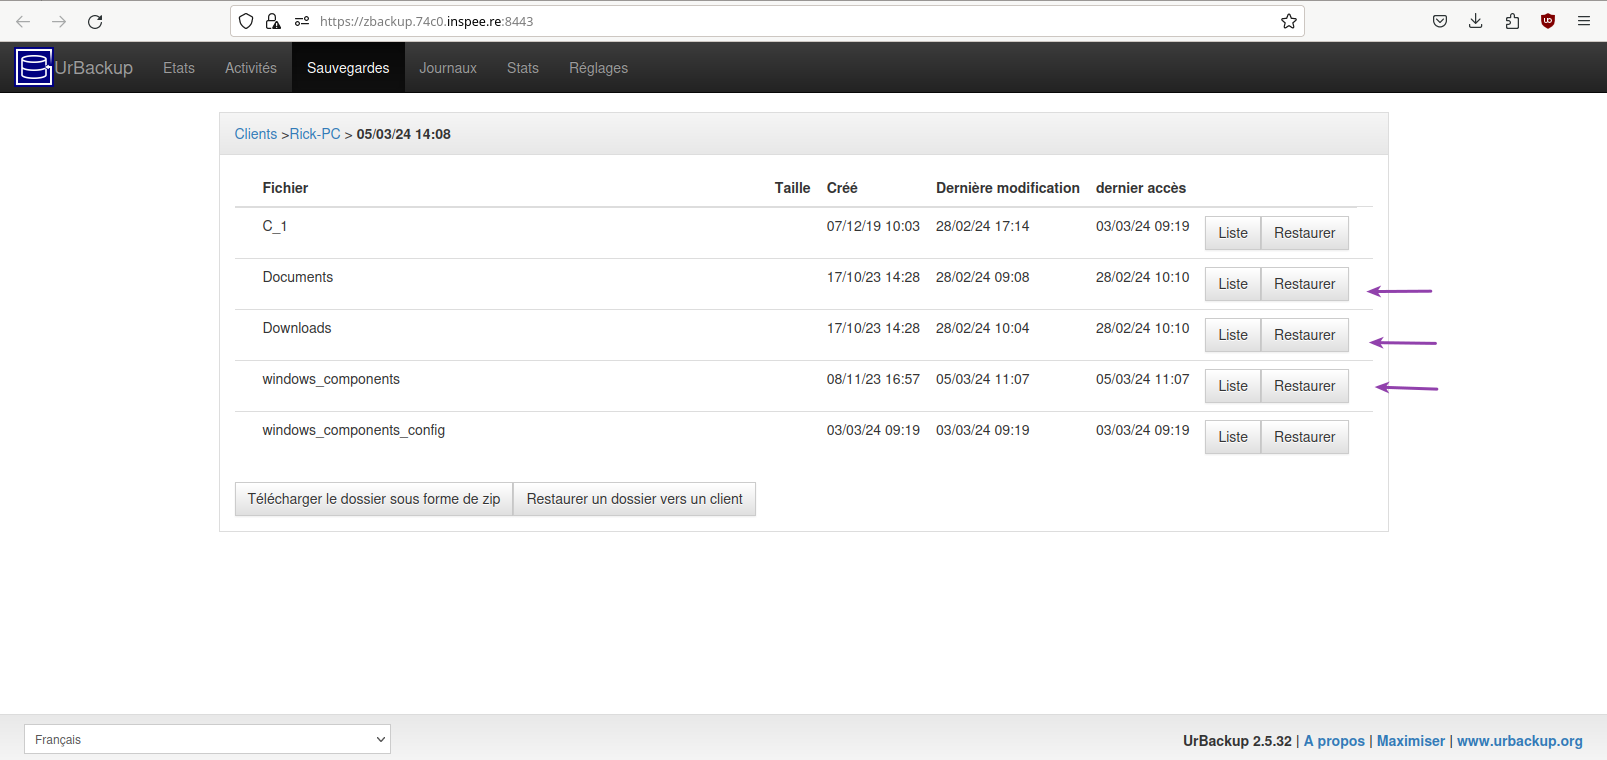 https://zbackup.74c0.inspee.re:8443
UrBackup Etats Activités Sauvegardes Journaux Stats Réglages
Clients >Rick-PC > 05/03/24 14:08
Fichier Taille Créé Dernière modification dernier accès
C_1 07/12/19 10:03 28/02/24 17:14 03/03/24 09:19 Liste Restaurer
Documents 17/10/23 14:28 28/02/24 09:08 28/02/24 10:10 Liste Restaurer
Downloads 17/10/23 14:28 28/02/24 10:04 28/02/24 10:10 Liste Restaurer
windows_components 08/11/23 16:57 05/03/24 11:07 05/03/24 11:07 Liste Restaurer
windows_components_config 03/03/24 09:19 03/03/24 09:19 03/03/24 09:19 Liste Restaurer
Télécharger le dossier sous forme de zip Restaurer un dossier vers un client
Français UrBackup 2.5.32 | A propos | Maximiser | www.urbackup.org